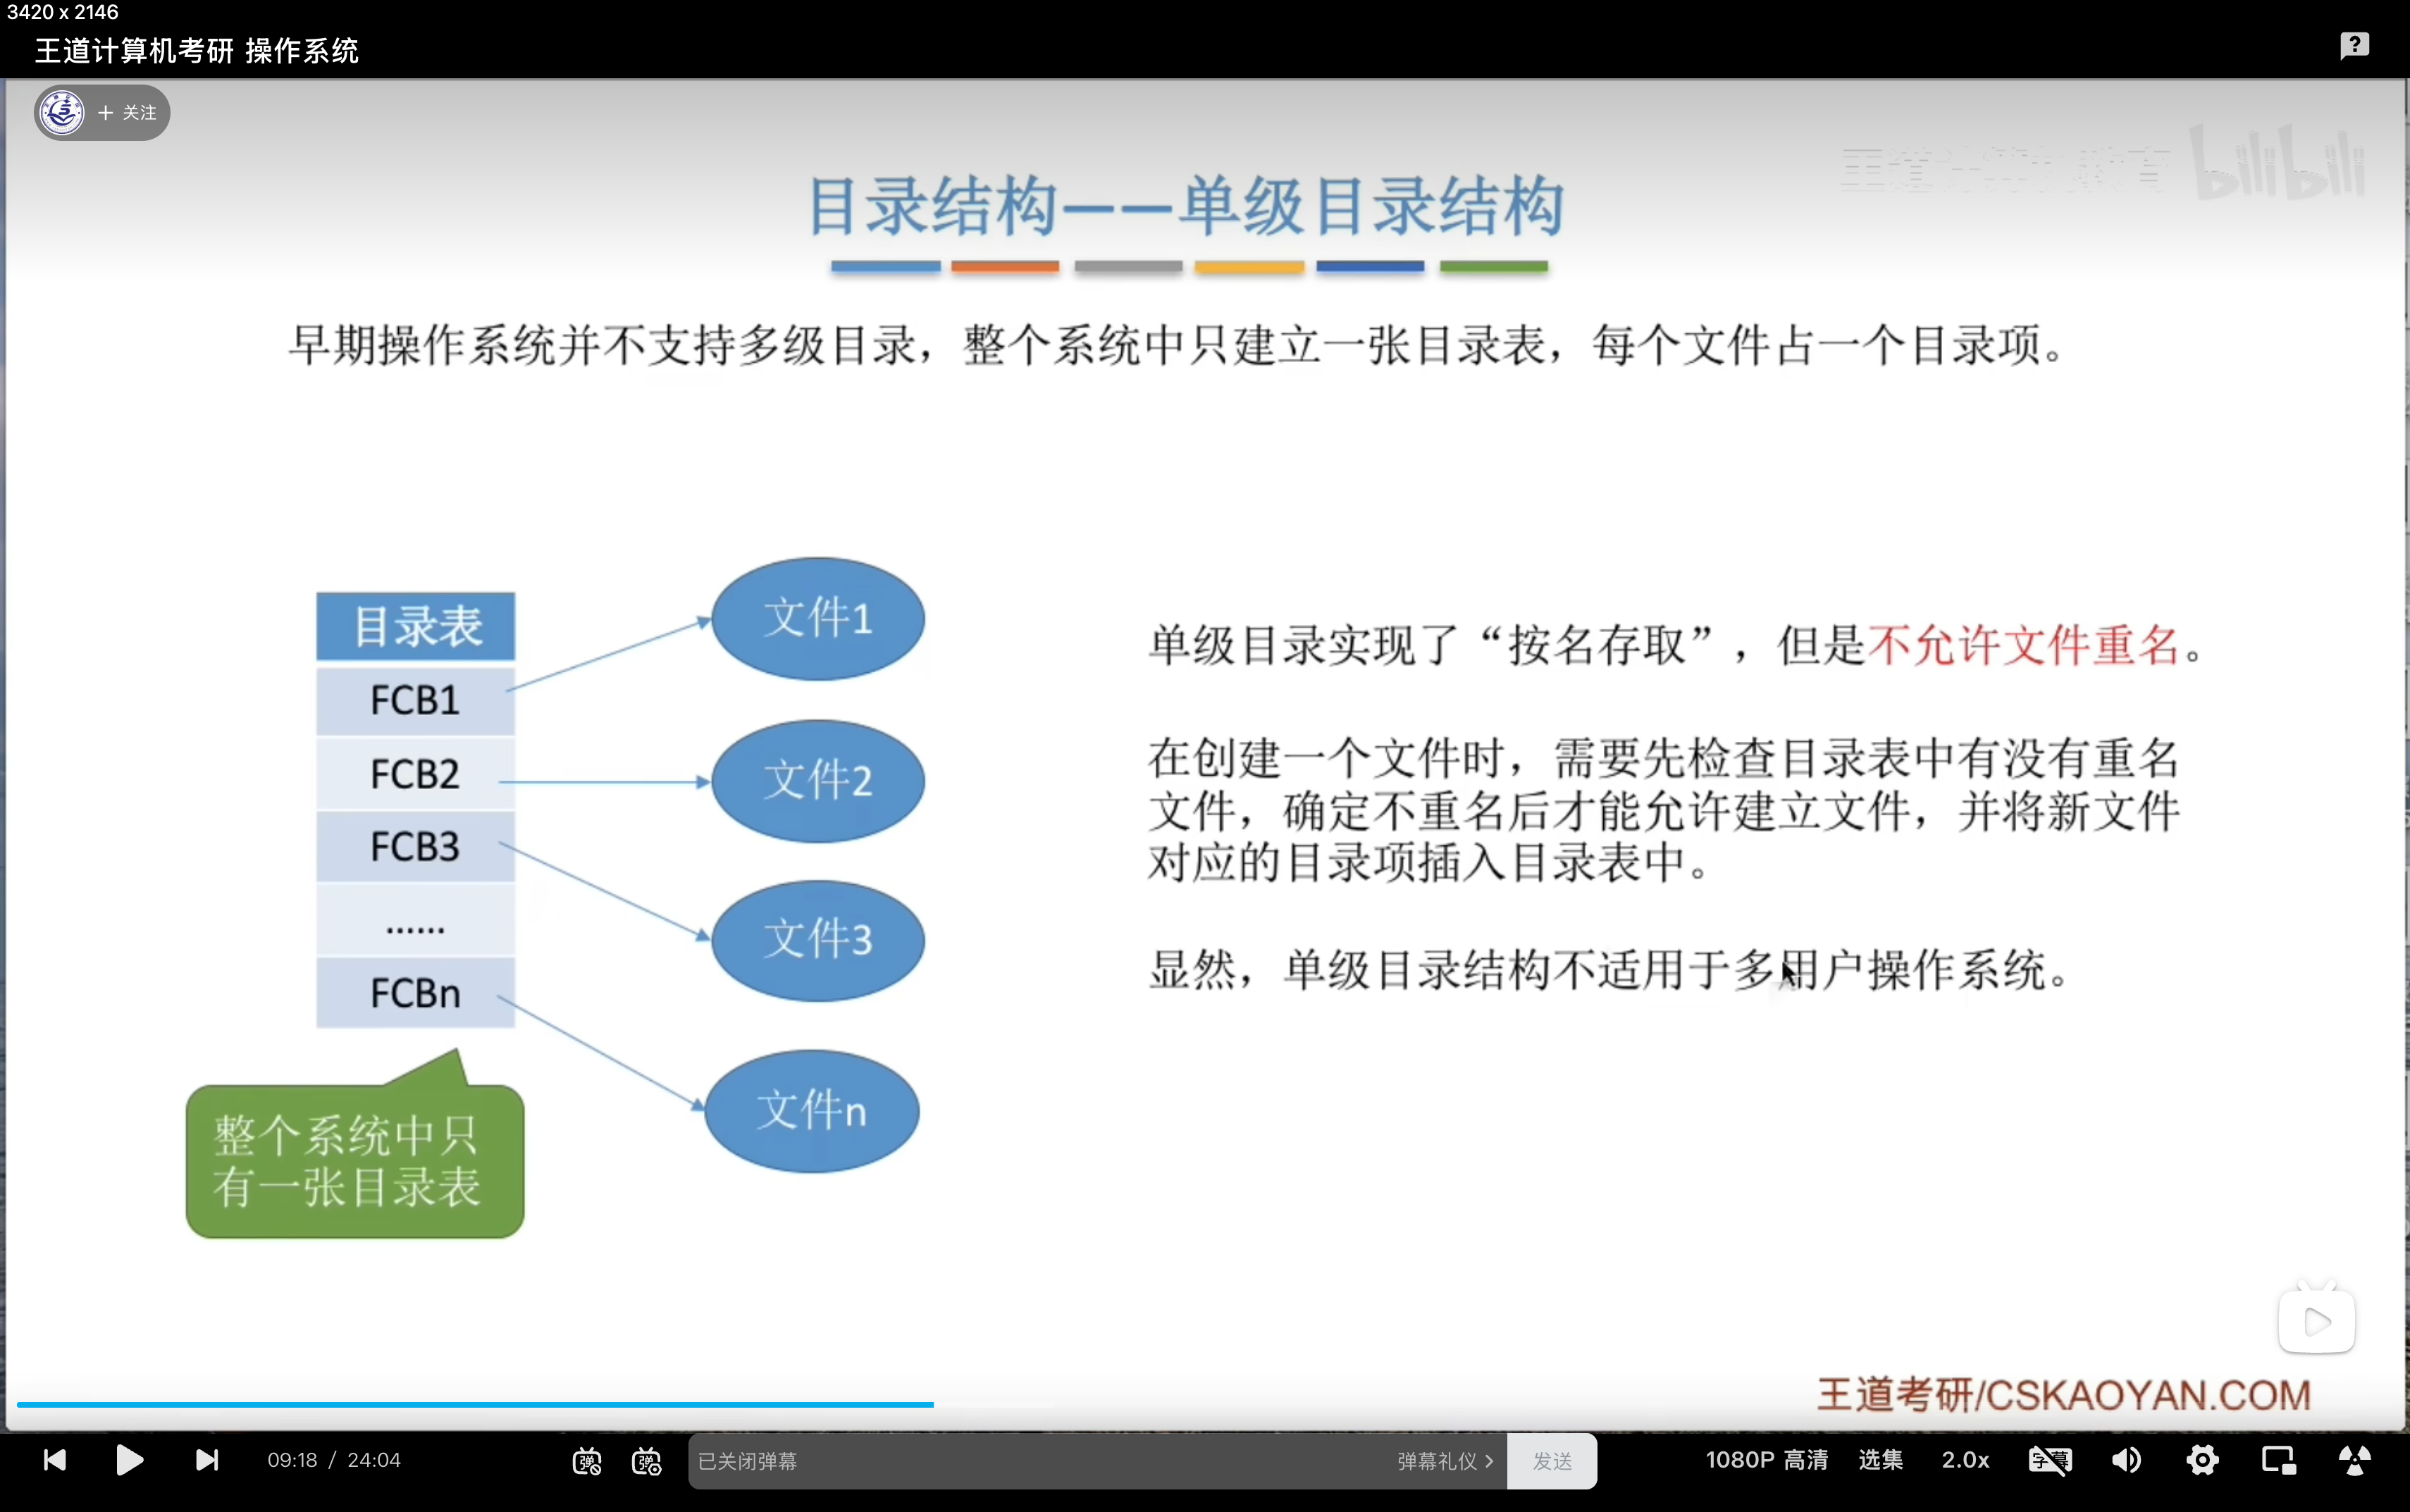 3420 x 2146
王道计算机考研 操作系统
+ 关注
bilibili
目录结构——单级目录结构
早期操作系统并不支持多级目录，整个系统中只建立一张目录表，每个文件占一个目录项。
目录表
FCB1
FCB2
FCB3
……
FCBn
文件1
文件2
文件3
文件n
整个系统中只
有一张目录表
单级目录实现了“按名存取”，但是不允许文件重名。
在创建一个文件时，需要先检查目录表中有没有重名
文件，确定不重名后才能允许建立文件，并将新文件
对应的目录项插入目录表中。
显然，单级目录结构不适用于多用户操作系统。
王道考研/CSKAOYAN.COM
09:18 / 24:04
已关闭弹幕
弹幕礼仪 >
发送
1080P 高清
选集
2.0x